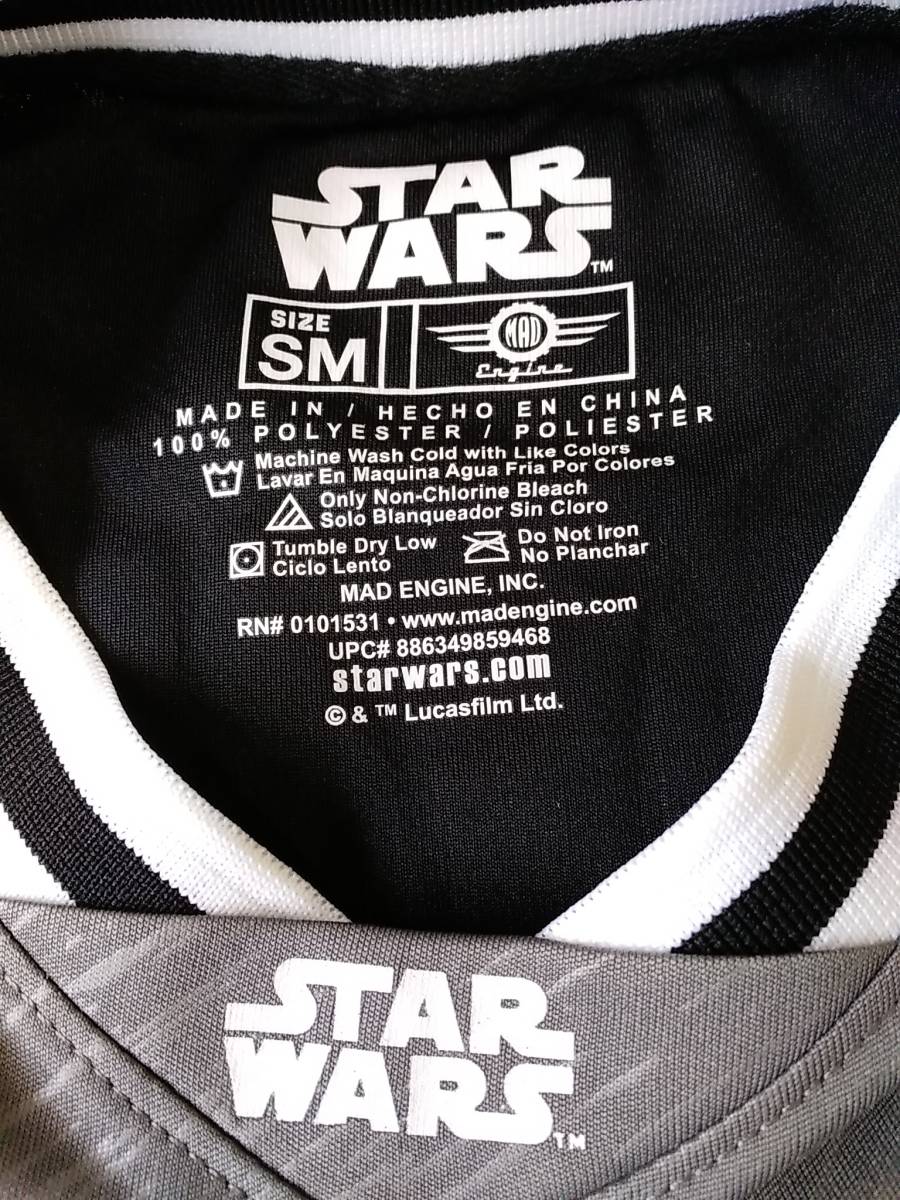 STAR
WARS™
SIZE
SM
MAD
Engine
MADE IN / HECHO EN CHINA
100% POLYESTER / POLIESTER
Machine Wash Cold with Like Colors
Lavar En Maquina Agua Fria Por Colores
Only Non-Chlorine Bleach
Solo Blanqueador Sin Cloro
Tumble Dry Low
Ciclo Lento
Do Not Iron
No Planchar
MAD ENGINE, INC.
RN# 0101531 • www.madengine.com
UPC# 886349859468
starwars.com
© & ™ Lucasfilm Ltd.
STAR
WARS™